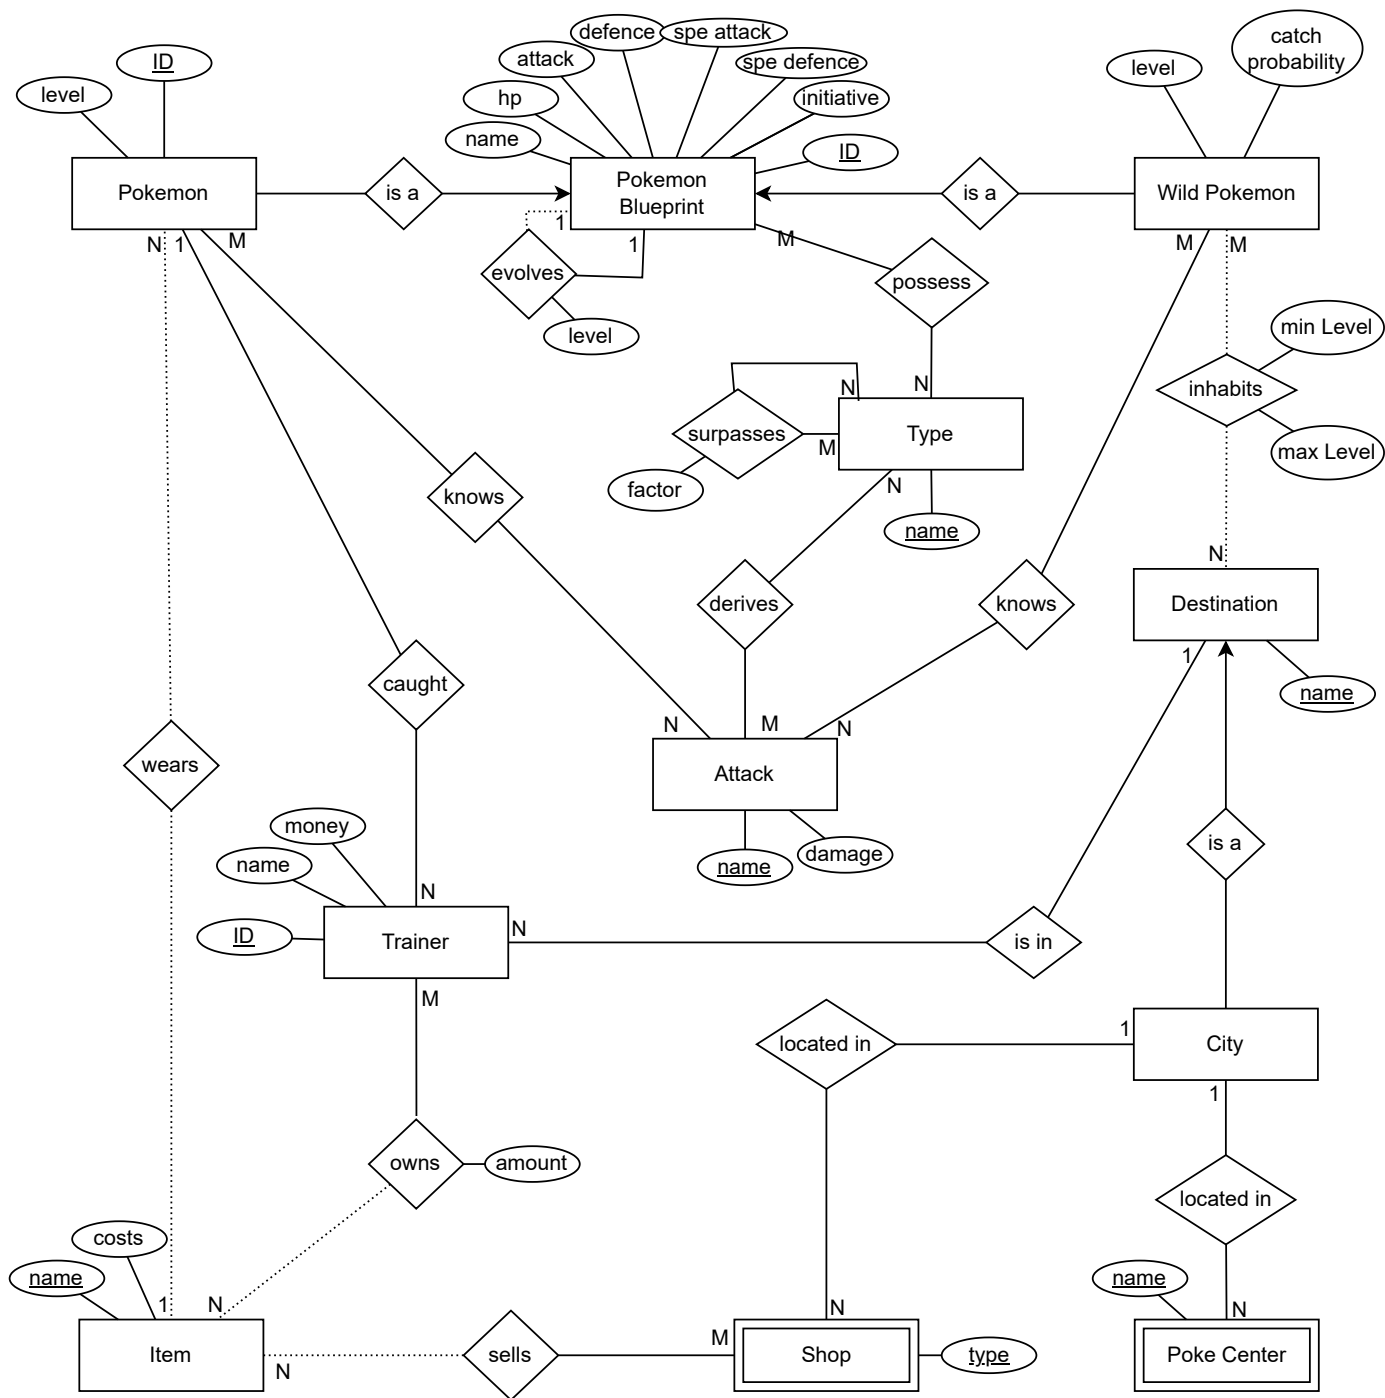 defence
spe attack
catch
probability
attack
ID
spe defence
level
level
hp
initiative
name
ID
Pokemon
is a
Pokemon
Blueprint
is a
Wild Pokemon
N
1
M
1
1
M
M
M
evolves
possess
level
min Level
N
N
inhabits
surpasses
M
Type
max Level
factor
N
name
knows
N
derives
knows
Destination
1
name
caught
N
M
N
wears
Attack
money
name
damage
name
is a
N
ID
Trainer
N
is in
M
located in
1
City
1
owns
amount
located in
costs
name
name
1
N
N
N
Item
N
sells
M
Shop
type
Poke Center